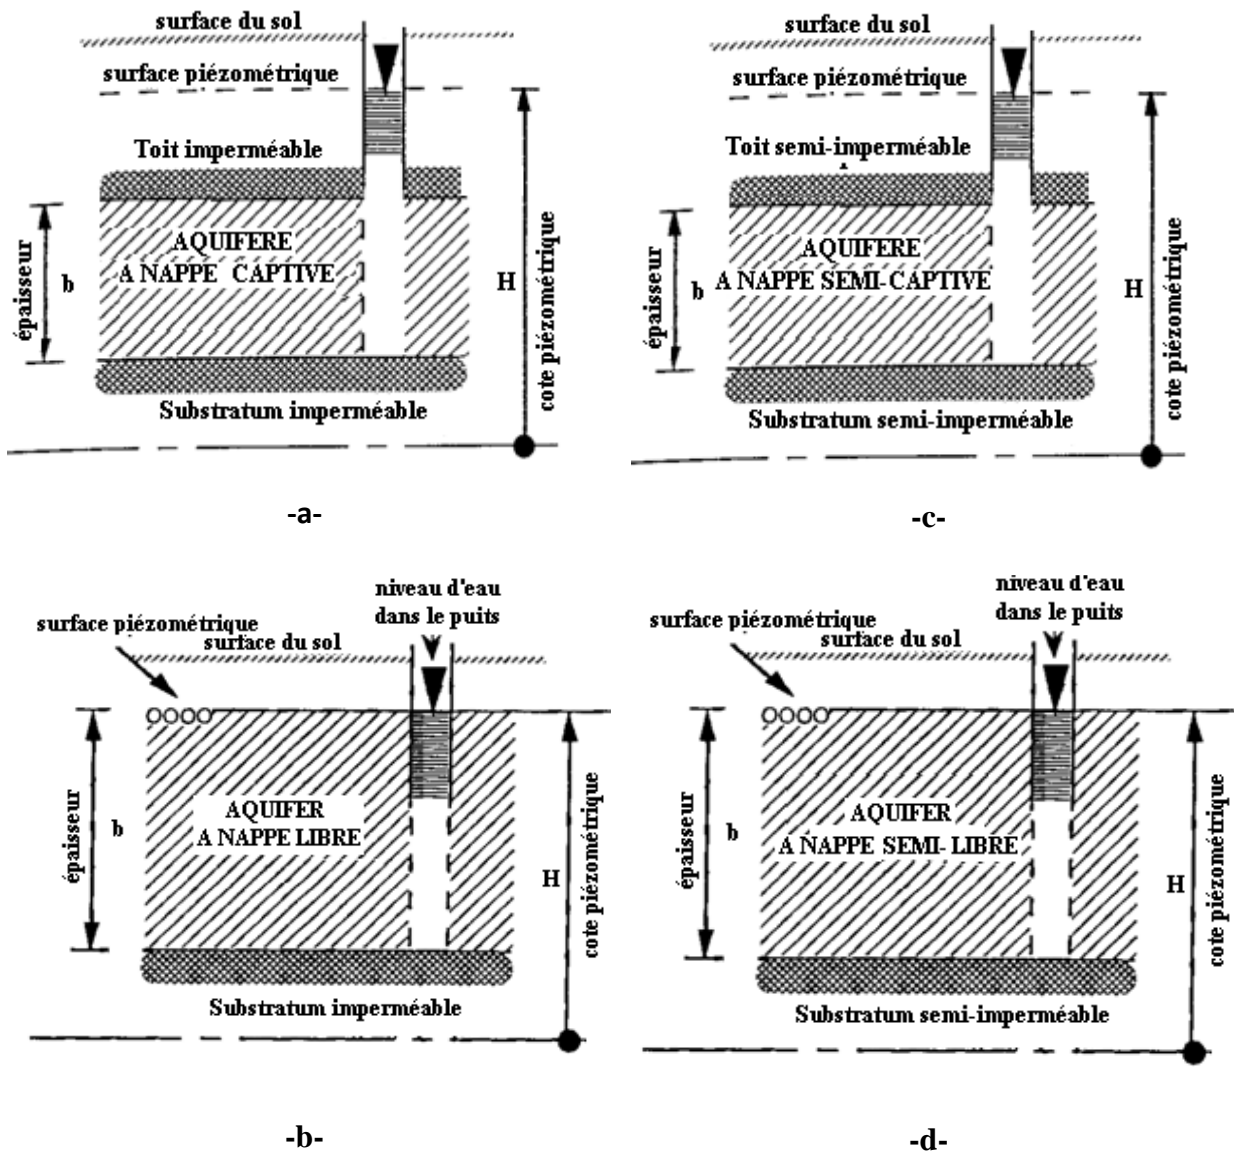 surface du sol
surface piézométrique
Toit imperméable
AQUIFERE
A NAPPE CAPTIVE
épaisseur
b
H
cote piézométrique
Substratum imperméable
-a-
surface du sol
surface piézométrique
Toit semi-imperméable
AQUIFERE
A NAPPE SEMI-CAPTIVE
épaisseur
b
H
cote piézométrique
Substratum semi-imperméable
-c-
niveau d'eau
dans le puits
surface piézométrique
surface du sol
AQUIFER
A NAPPE LIBRE
épaisseur
b
H
cote piézométrique
Substratum imperméable
-b-
niveau d'eau
dans le puits
surface piézométrique
surface du sol
AQUIFER
A NAPPE SEMI-LIBRE
épaisseur
b
H
cote piézométrique
Substratum semi-imperméable
-d-